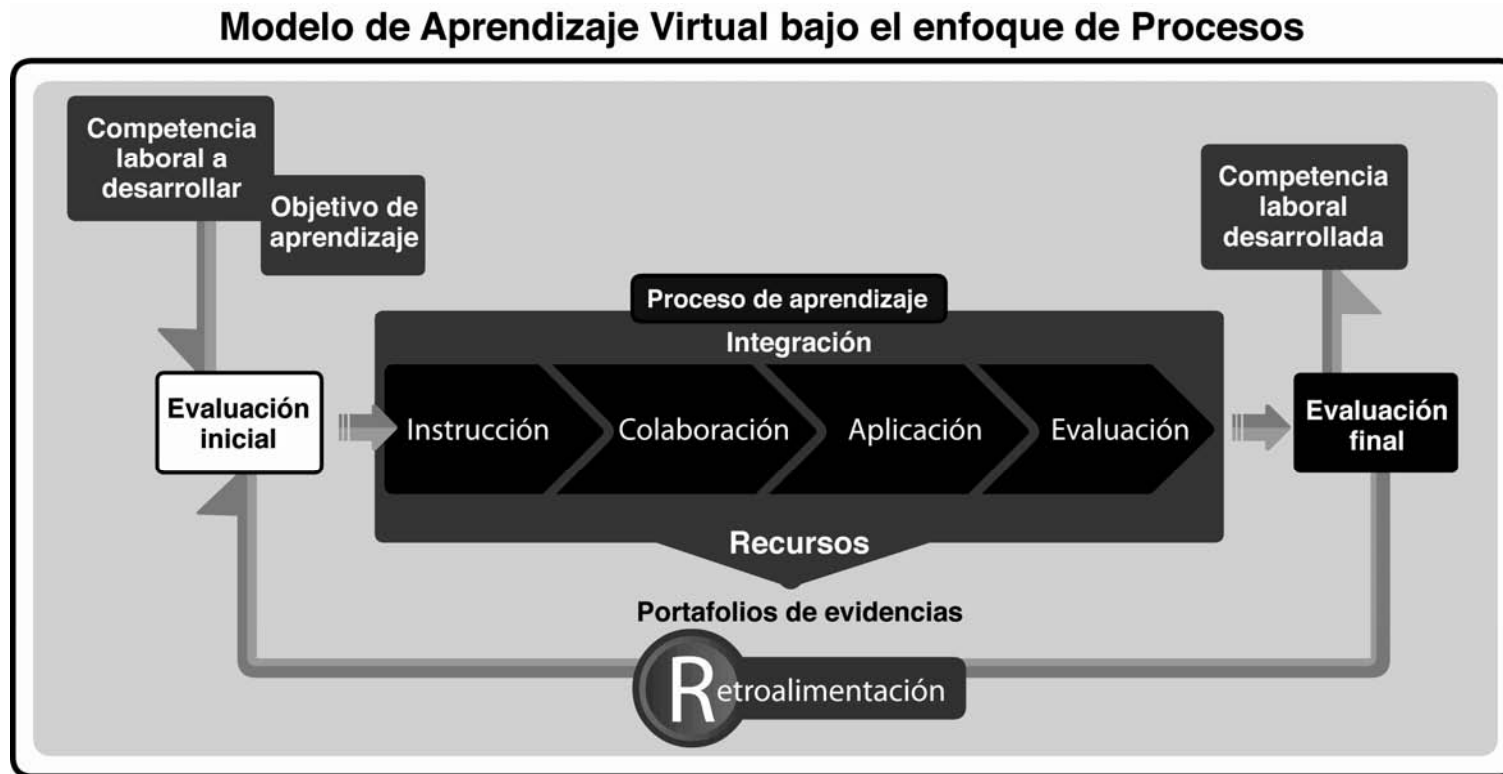 Modelo de Aprendizaje Virtual bajo el enfoque de Procesos
Competencia
laboral a
desarrollar
Objetivo de
aprendizaje
Competencia
laboral
desarrollada
Proceso de aprendizaje
Integración
Evaluación
inicial
Instrucción
Colaboración
Aplicación
Evaluación
Evaluación
final
Recursos
Portafolios de evidencias
Retroalimentación